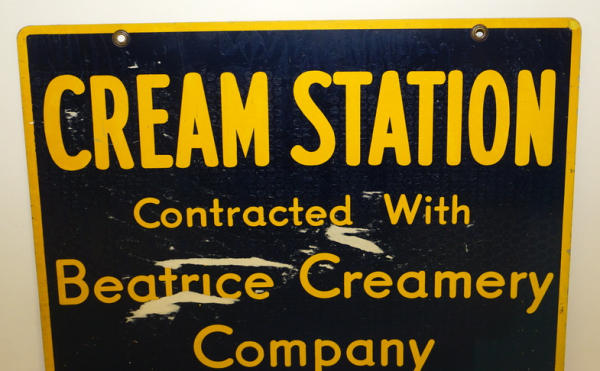 CREAM STATION
Contracted With
Beatrice Creamery
Company